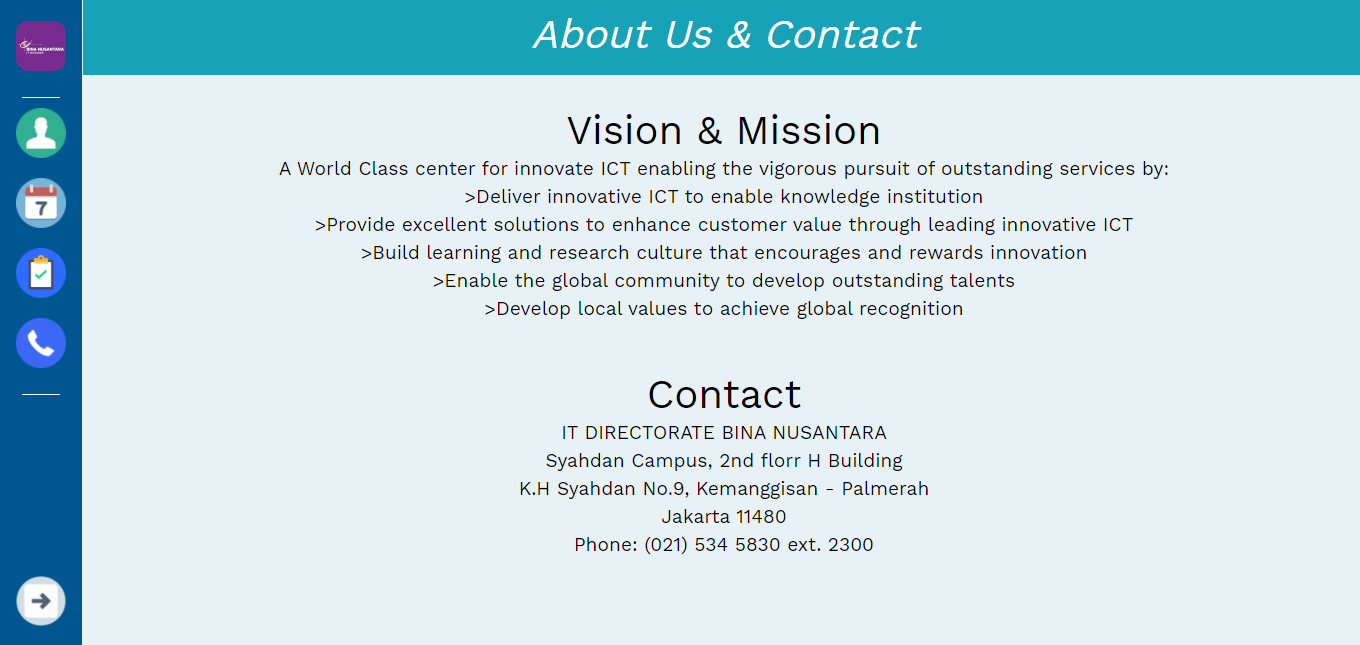 About Us & Contact
BINA NUSANTARA
7
Vision & Mission
A World Class center for innovate ICT enabling the vigorous pursuit of outstanding services by:
>Deliver innovative ICT to enable knowledge institution
>Provide excellent solutions to enhance customer value through leading innovative ICT
>Build learning and research culture that encourages and rewards innovation
>Enable the global community to develop outstanding talents
>Develop local values to achieve global recognition
Contact
IT DIRECTORATE BINA NUSANTARA
Syahdan Campus, 2nd florr H Building
K.H Syahdan No.9, Kemanggisan - Palmerah
Jakarta 11480
Phone: (021) 534 5830 ext. 2300